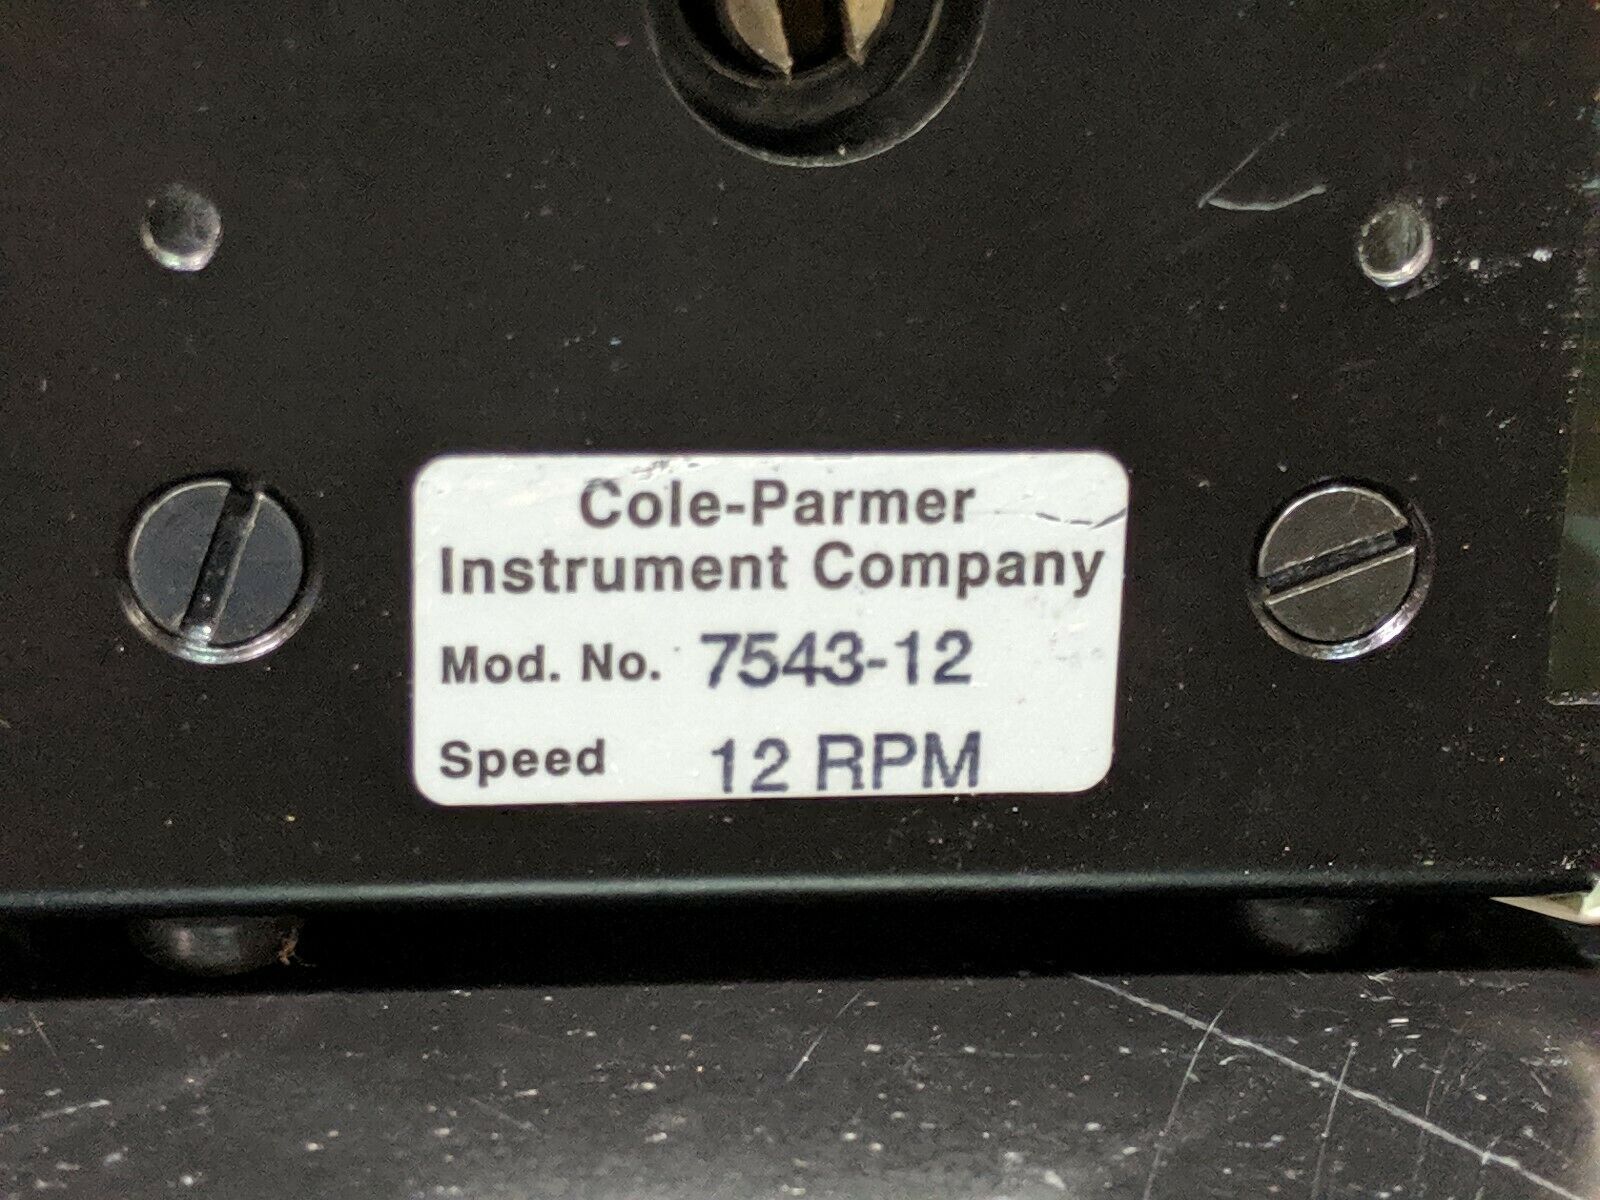 Cole-Parmer
Instrument Company
Mod. No. 7543-12
Speed 12 RPM